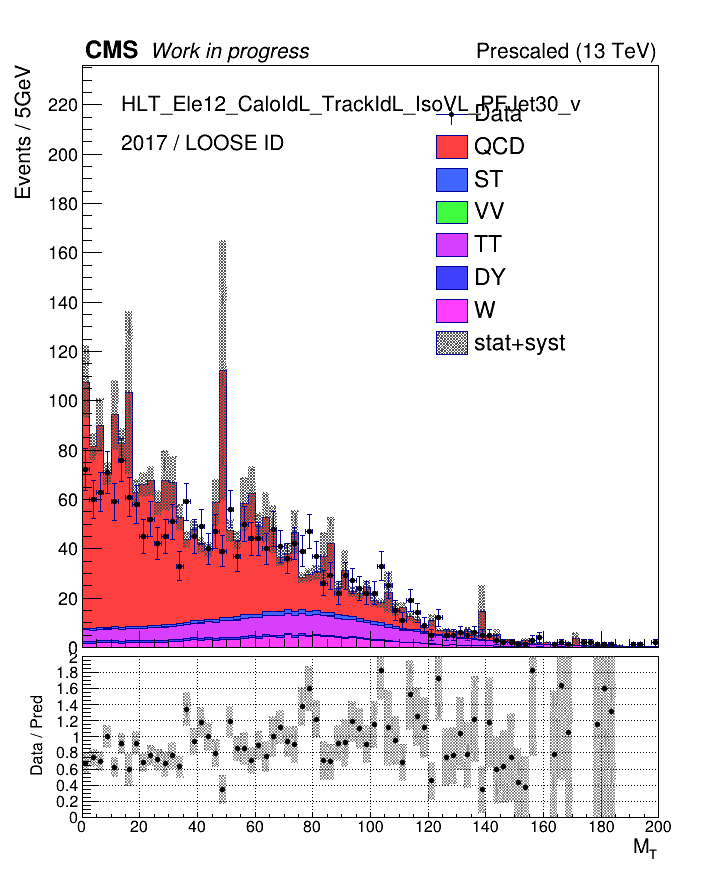 CMS Work in progress Prescaled (13 TeV)
Events / 5GeV
HLT_Ele12_CaloIdL_TrackIdL_IsoVL_PFJet30_v
2017 / LOOSE ID
Data
QCD
ST
VV
TT
DY
W
stat+syst
220
200
180
160
140
120
100
80
60
40
20
0
Data / Pred
2
1.8
1.6
1.4
1.2
1
0.8
0.6
0.4
0.2
0
0 20 40 60 80 100 120 140 160 180 200
M_T